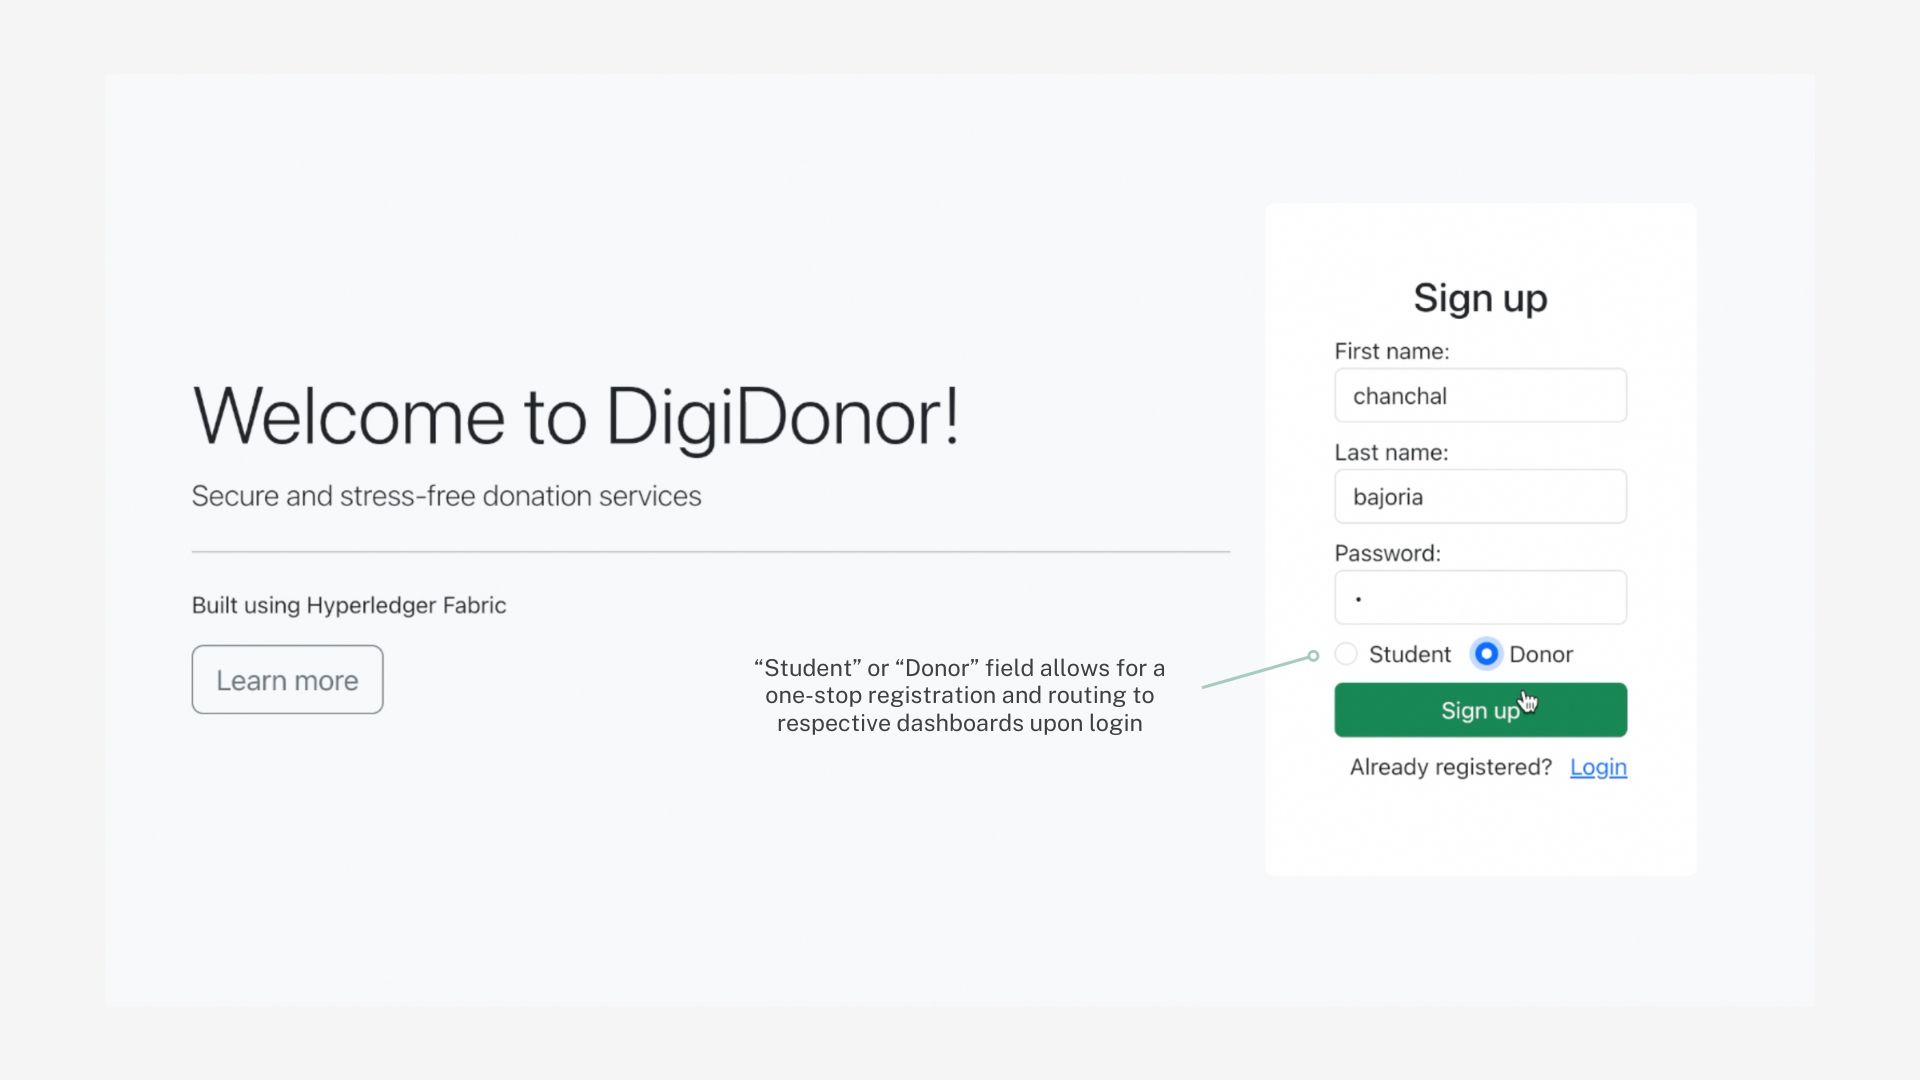 Welcome to DigiDonor!
Secure and stress-free donation services
Built using Hyperledger Fabric
Learn more
“Student” or “Donor” field allows for a
one-stop registration and routing to
respective dashboards upon login
Sign up
First name:
chanchal
Last name:
bajoria
Password:
•
Student Donor
Sign up
Already registered? Login